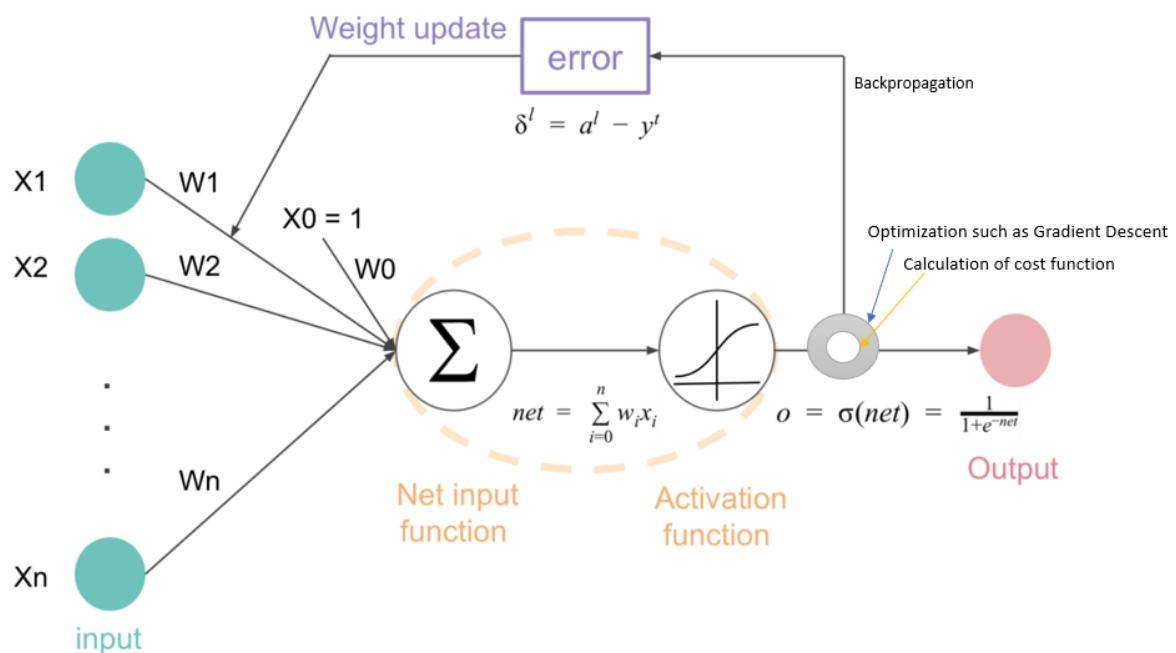 Weight update
error
Backpropagation
δˡ = aˡ − yᵗ
X1
W1
X0 = 1
Optimization such as Gradient Descent
X2
W2
W0
Calculation of cost function
Σ
net = ∑ᵢ₌₀ⁿ wᵢxᵢ
o = σ(net) = 1/(1+e⁻ⁿᵉᵗ)
Wn
Net input
function
Activation
function
Output
Xn
input